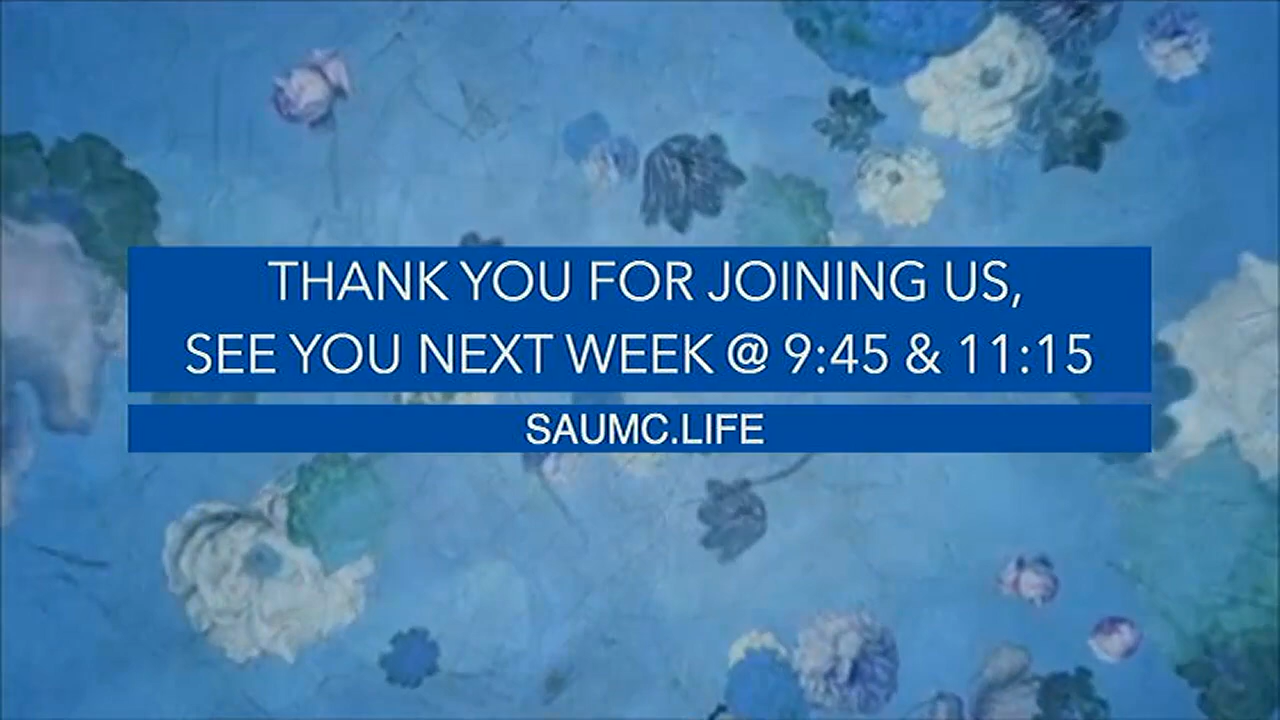 THANK YOU FOR JOINING US,
SEE YOU NEXT WEEK @ 9:45 & 11:15
SAUMC.LIFE